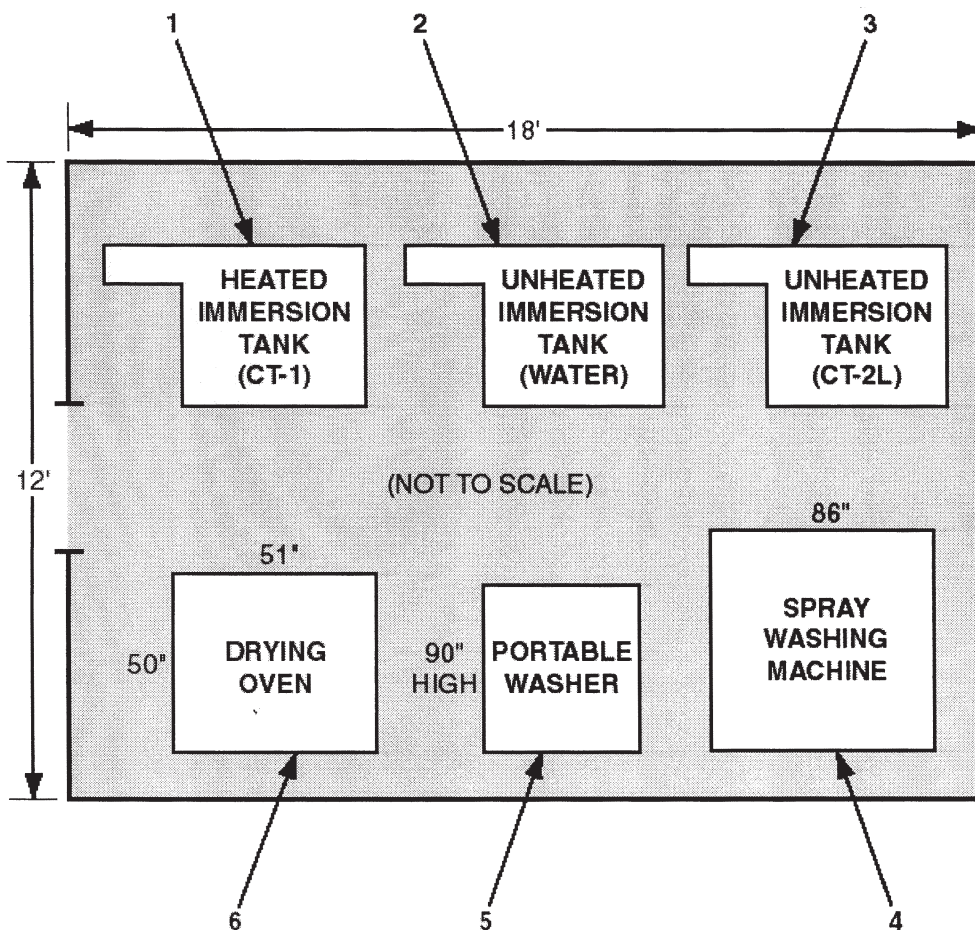 1
2
3
18'
HEATED
IMMERSION
TANK
(CT-1)
UNHEATED
IMMERSION
TANK
(WATER)
UNHEATED
IMMERSION
TANK
(CT-2L)
12'
(NOT TO SCALE)
51"
86"
50"
DRYING
OVEN
90"
HIGH
PORTABLE
WASHER
SPRAY
WASHING
MACHINE
6
5
4